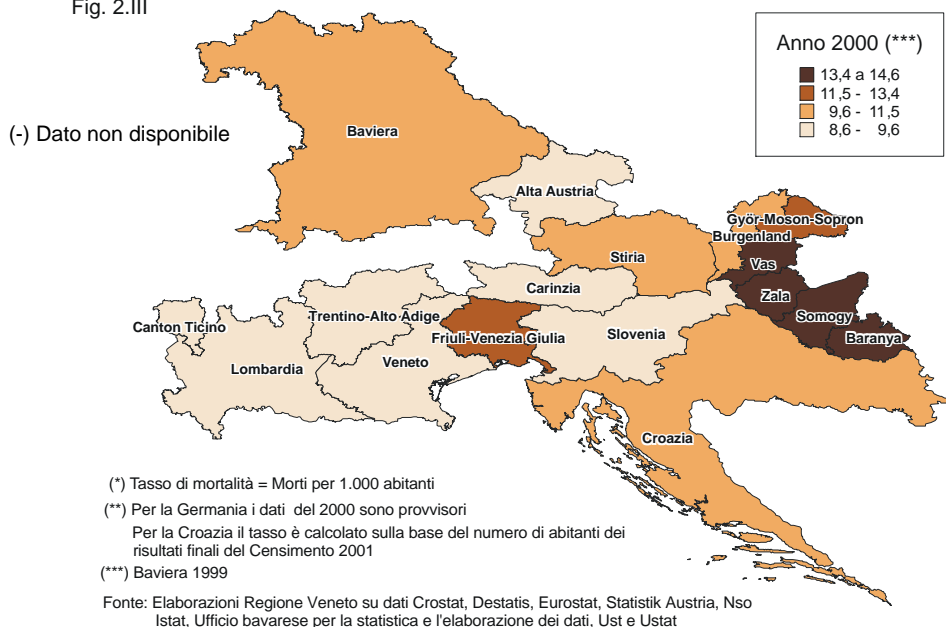 Fig. 2.III
Anno 2000 (***)
13,4 a 14,6
11,5 - 13,4
9,6 - 11,5
8,6 - 9,6
(-) Dato non disponibile
Baviera
Alta Austria
Györ-Moson-Sopron
Burgenland
Stiria
Vas
Carinzia
Zala
Trentino-Alto Adige
Somogy
Canton Ticino
Friuli-Venezia Giulia
Slovenia
Baranya
Lombardia
Veneto
Croazia
(*) Tasso di mortalità = Morti per 1.000 abitanti
(**) Per la Germania i dati del 2000 sono provvisori
Per la Croazia il tasso è calcolato sulla base del numero di abitanti dei
risultati finali del Censimento 2001
(***) Baviera 1999
Fonte: Elaborazioni Regione Veneto su dati Crostat, Destatis, Eurostat, Statistik Austria, Nso
Istat, Ufficio bavarese per la statistica e l'elaborazione dei dati, Ust e Ustat